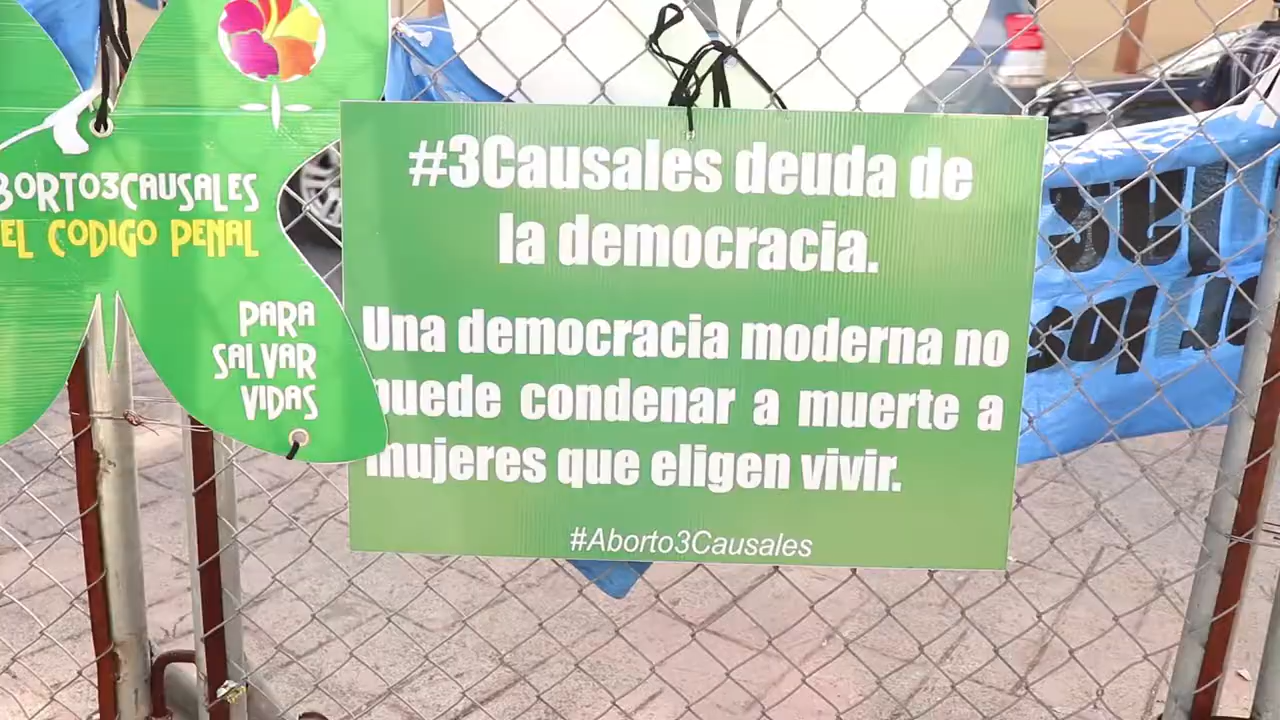 EL CODIGO PENAL
PARA
SALVAR
VIDAS
#3Causales deuda de
la democracia.
Una democracia moderna no
puede condenar a muerte a
mujeres que eligen vivir.
#Aborto3Causales